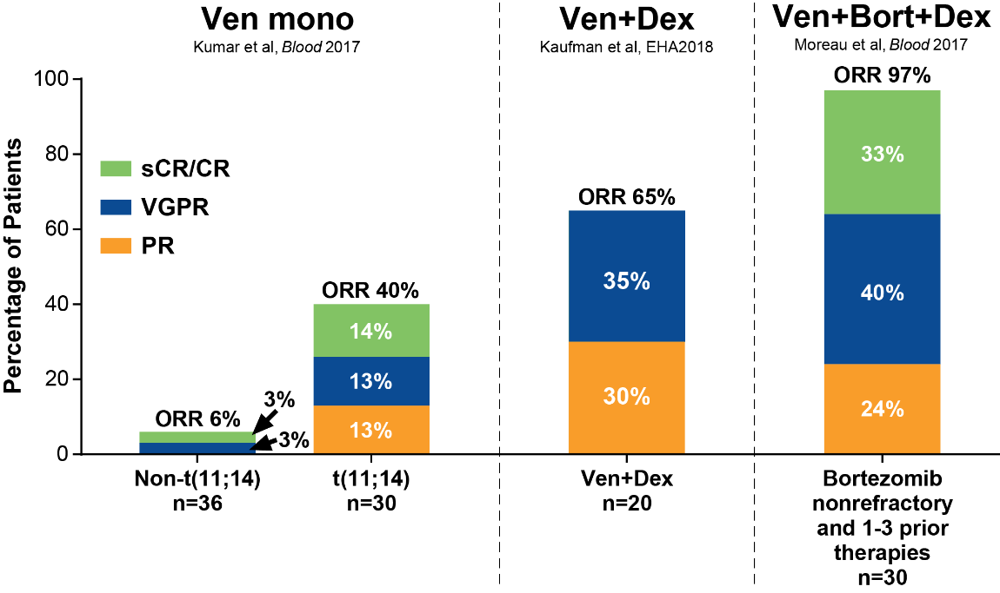 Ven mono
Kumar et al, Blood 2017
Ven+Dex
Kaufman et al, EHA2018
Ven+Bort+Dex
Moreau et al, Blood 2017
Percentage of Patients
100
80
60
40
20
0
sCR/CR
VGPR
PR
ORR 6%
3%
3%
Non-t(11;14)
n=36
ORR 40%
14%
13%
13%
t(11;14)
n=30
ORR 65%
35%
30%
Ven+Dex
n=20
ORR 97%
33%
40%
24%
Bortezomib
nonrefractory
and 1-3 prior
therapies
n=30